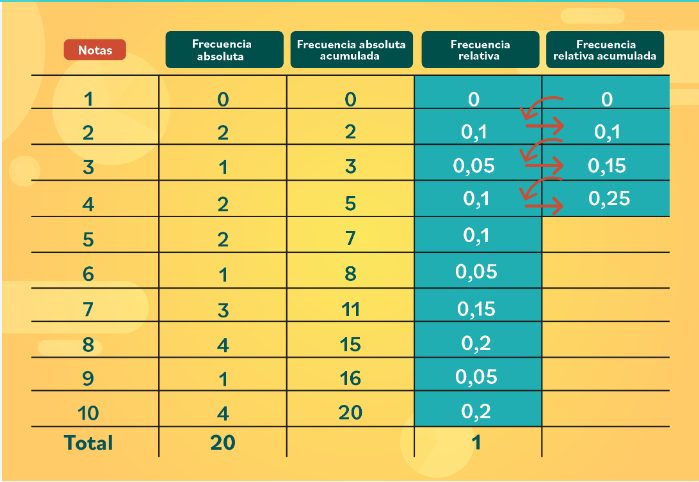 Notas Frecuencia absoluta Frecuencia absoluta acumulada Frecuencia relativa Frecuencia relativa acumulada
1 0 0 0 0
2 2 2 0,1 0,1
3 1 3 0,05 0,15
4 2 5 0,1 0,25
5 2 7 0,1
6 1 8 0,05
7 3 11 0,15
8 4 15 0,2
9 1 16 0,05
10 4 20 0,2
Total 20 1